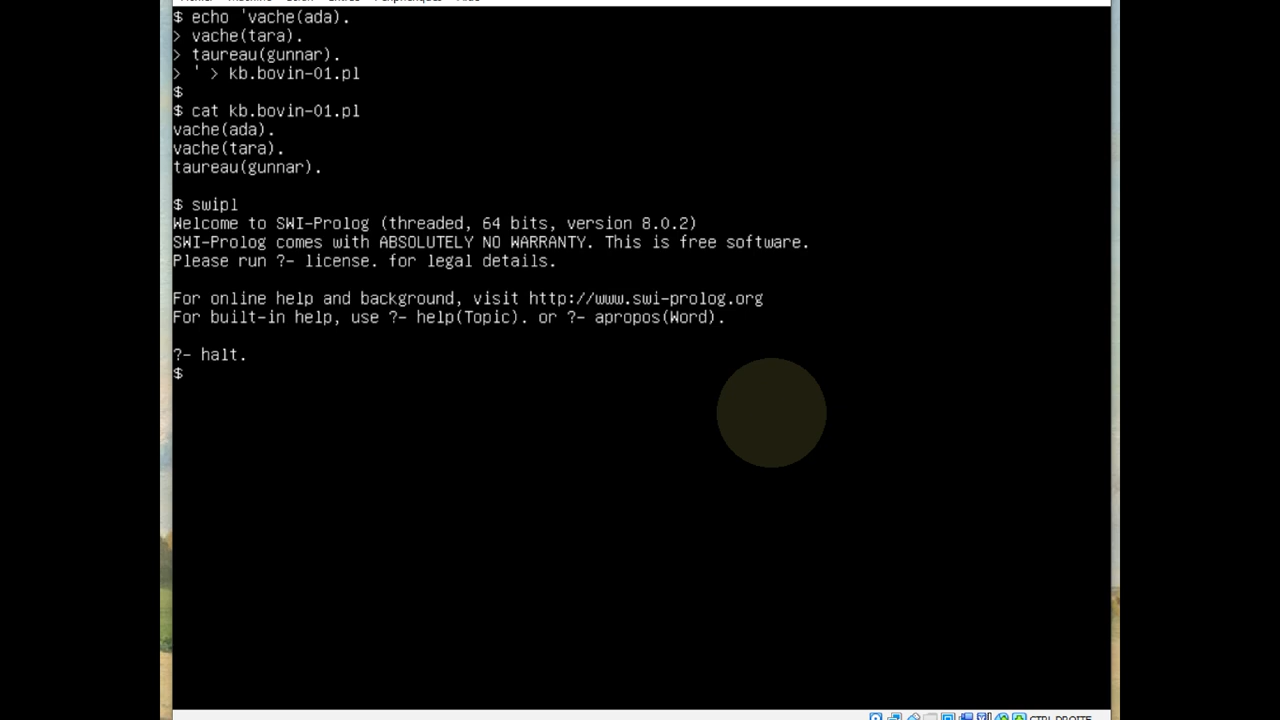 $ echo 'vache(ada).
> vache(tara).
> taureau(gunnar).
> ' > kb.bovin-01.pl
$
$ cat kb.bovin-01.pl
vache(ada).
vache(tara).
taureau(gunnar).
$ swipl
Welcome to SWI-Prolog (threaded, 64 bits, version 8.0.2)
SWI-Prolog comes with ABSOLUTELY NO WARRANTY. This is free software.
Please run ?- license. for legal details.
For online help and background, visit http://www.swi-prolog.org
For built-in help, use ?- help(Topic). or ?- apropos(Word).
?- halt.
$
CTRL DROITE